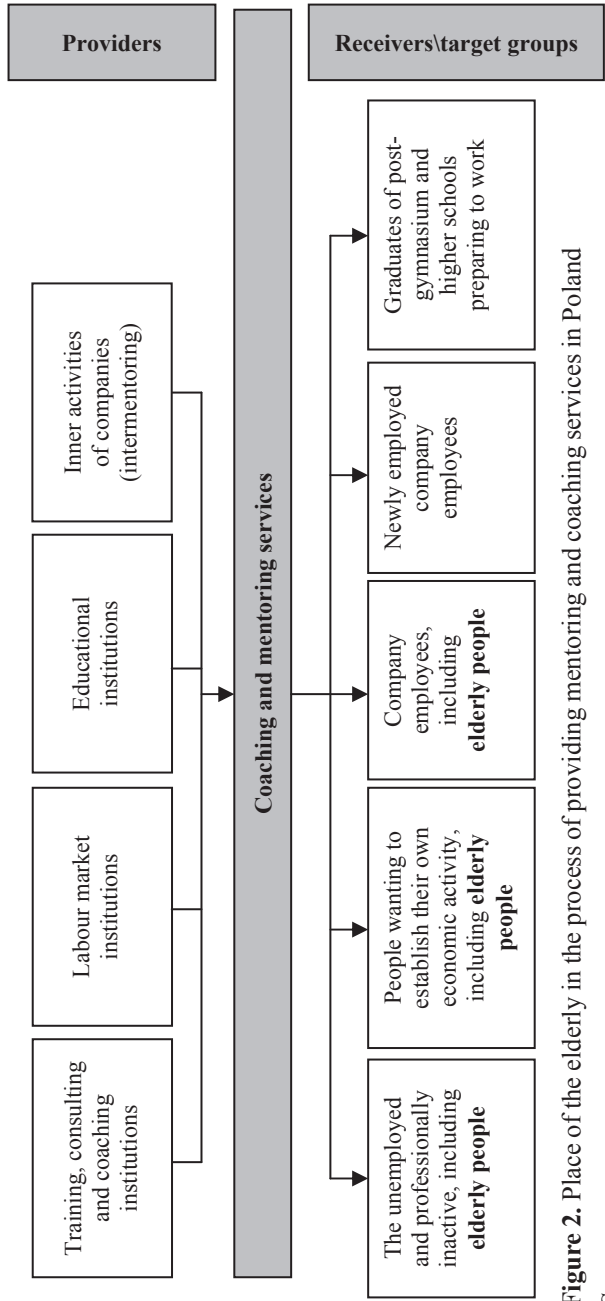 Training, consulting
and coaching
institutions
Labour market
institutions
Educational
institutions
Inner activities
of companies
(intermentoring)
Providers
Coaching and mentoring services
The unemployed
and professionally
inactive, including
elderly people
People wanting to
establish their own
economic activity,
including elderly
people
Company
employees,
including
elderly people
Newly employed
company
employees
Graduates of post-
gymnasium and
higher schools
preparing to work
Receivers\target groups
Figure 2. Place of the elderly in the process of providing mentoring and coaching services in Poland